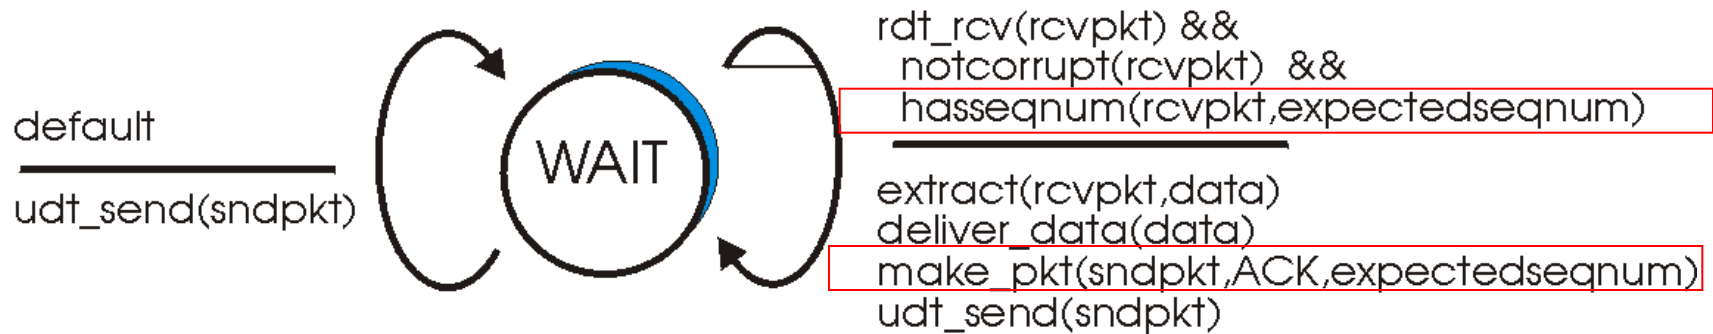 default
udt_send(sndpkt)
WAIT
rdt_rcv(rcvpkt) &&
notcorrupt(rcvpkt) &&
hasseqnum(rcvpkt,expectedseqnum)
extract(rcvpkt,data)
deliver_data(data)
make_pkt(sndpkt,ACK,expectedseqnum)
udt_send(sndpkt)